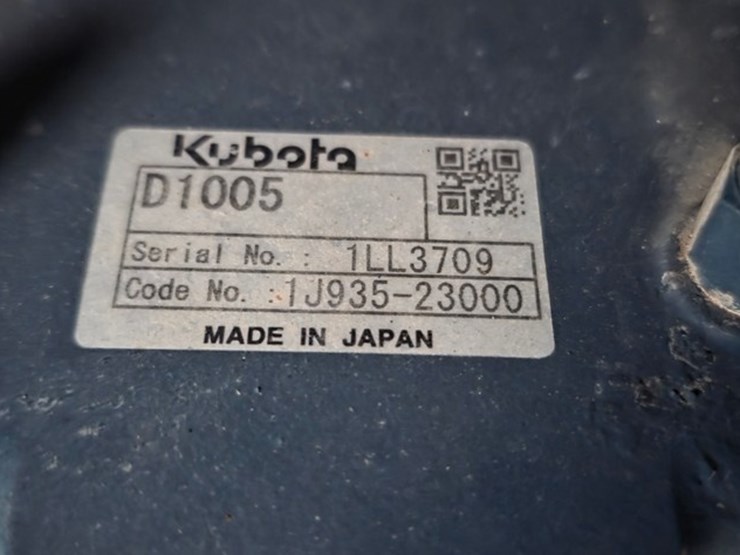 Kubota
D1005
Serial No. : 1LL3709
Code No. : 1J935-23000
MADE IN JAPAN